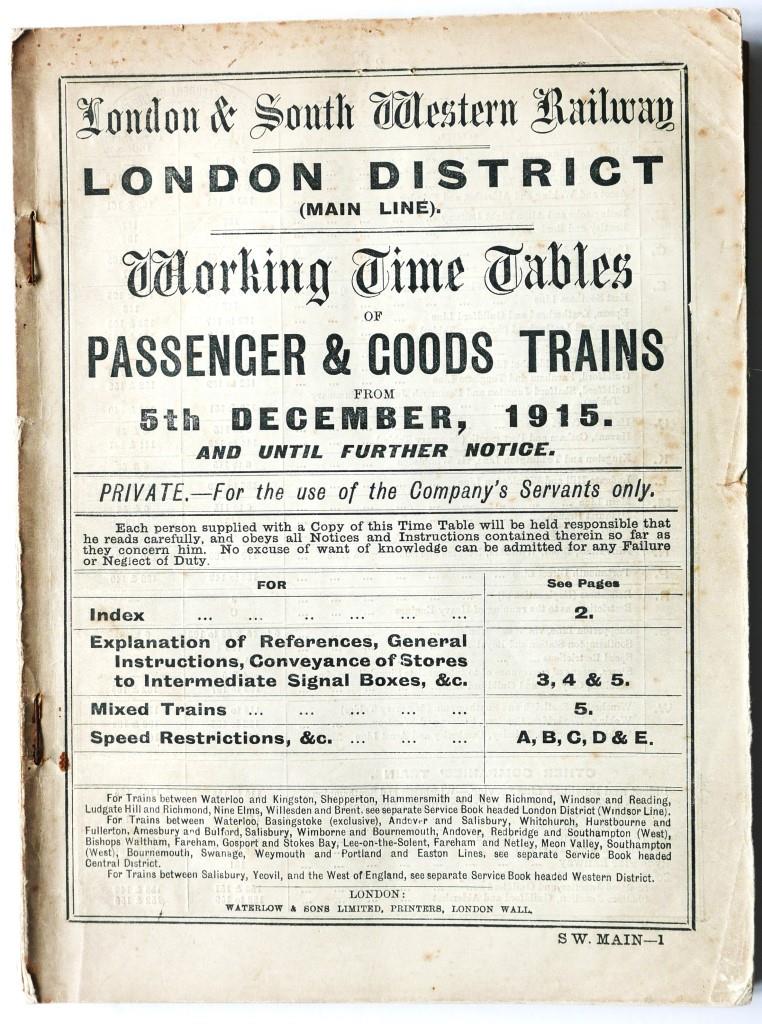 London & South Western Railway
LONDON DISTRICT
(MAIN LINE).
Working Time Tables
OF
PASSENGER & GOODS TRAINS
FROM
5th DECEMBER, 1915.
AND UNTIL FURTHER NOTICE.
PRIVATE.—For the use of the Company's Servants only.
Each person supplied with a Copy of this Time Table will be held responsible that
he reads carefully, and obeys all Notices and Instructions contained therein so far as
they concern him. No excuse of want of knowledge can be admitted for any Failure
or Neglect of Duty.
FOR See Pages
Index ... ... .. ... ... ... 2.
Explanation of References, General
Instructions, Conveyance of Stores
to Intermediate Signal Boxes, &c. 3, 4 & 5.
Mixed Trains ... ... ... ... ... 5.
Speed Restrictions, &c. ... ... ... A, B, C, D & E.
For Trains between Waterloo and Kingston, Shepperton, Hammersmith and New Richmond, Windsor and Reading,
Ludgate Hill and Richmond, Nine Elms, Willesden and Brent. see separate Service Book headed London District (Windsor Line).
For Trains between Waterloo, Basingstoke (exclusive), Andover and Salisbury, Whitchurch, Hurstbourne and
Fullerton, Amesbury and Bulford, Salisbury, Wimborne and Bournemouth, Andover, Redbridge and Southampton (West),
Bishops Waltham, Fareham, Gosport and Stokes Bay, Lee-on-the-Solent, Fareham and Netley, Meon Valley, Southampton
(West), Bournemouth, Swanage, Weymouth and Portland and Easton Lines, see separate Service Book headed
Central District.
For Trains between Salisbury, Yeovil, and the West of England, see separate Service Book headed Western District.
LONDON:
WATERLOW & SONS LIMITED, PRINTERS, LONDON WALL.
S W. MAIN—1